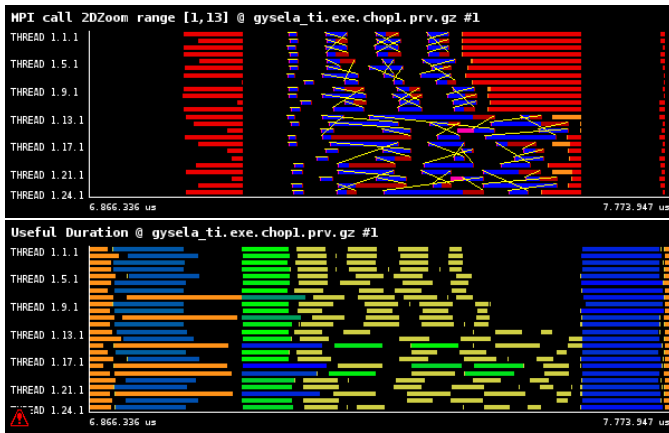 MPI call 2DZoom range [1,13] @ gysela_ti.exe.chop1.prv.gz #1
THREAD 1.1.1
THREAD 1.5.1
THREAD 1.9.1
THREAD 1.13.1
THREAD 1.17.1
THREAD 1.21.1
THREAD 1.24.1
6.866.336 us 7.773.947 us
Useful Duration @ gysela_ti.exe.chop1.prv.gz #1
THREAD 1.1.1
THREAD 1.5.1
THREAD 1.9.1
THREAD 1.13.1
THREAD 1.17.1
THREAD 1.21.1
THREAD 1.24.1
6.866.336 us 7.773.947 us